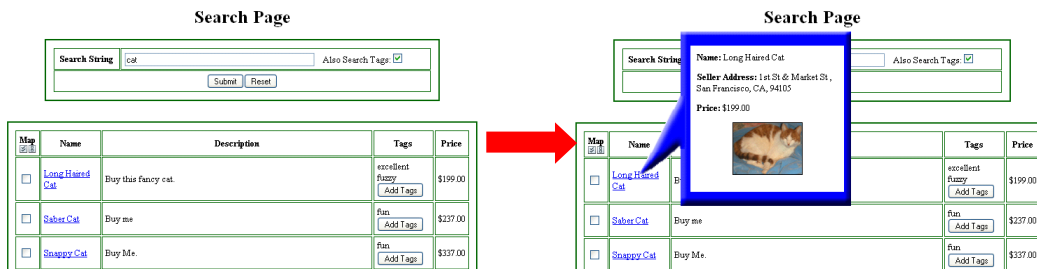 Search Page
Search String cat Also Search Tags:
Submit Reset
Map Name Description Tags Price
Long Haired Cat Buy this fancy cat. excellent fuzzy Add Tags $199.00
Saber Cat Buy me fun Add Tags $237.00
Snappy Cat Buy Me. fun Add Tags $337.00
Search Page
Search String Also Search Tags:
Name: Long Haired Cat
Seller Address: 1st St & Market St ,
San Francisco, CA, 94105
Price: $199.00
Map Name Tags Price
Long Haired Cat excellent fuzzy Add Tags $199.00
Saber Cat Buy me fun Add Tags $237.00
Snappy Cat Buy Me. fun Add Tags $337.00